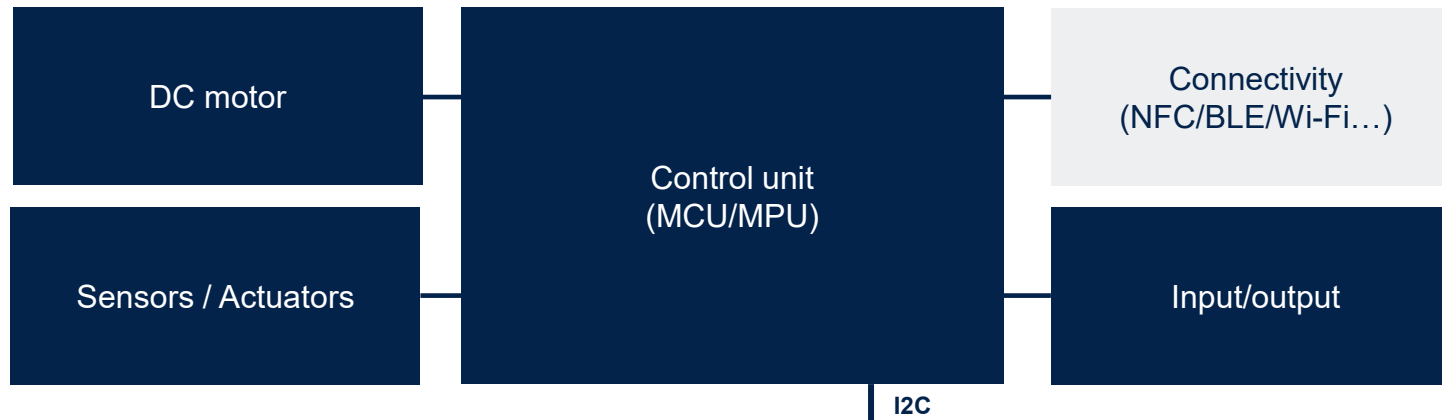 DC motor
Sensors / Actuators
Control unit
(MCU/MPU)
Connectivity
(NFC/BLE/Wi-Fi…)
Input/output
I2C